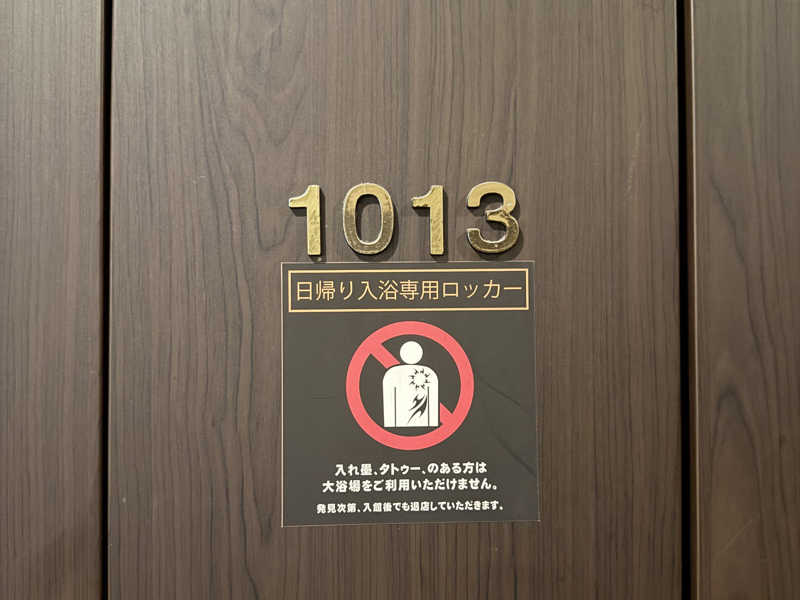 1013
日帰り入浴専用ロッカー
入れ墨、タトゥー、のある方は
大浴場をご利用いただけません。
発見次第、入館後でも退店していただきます。